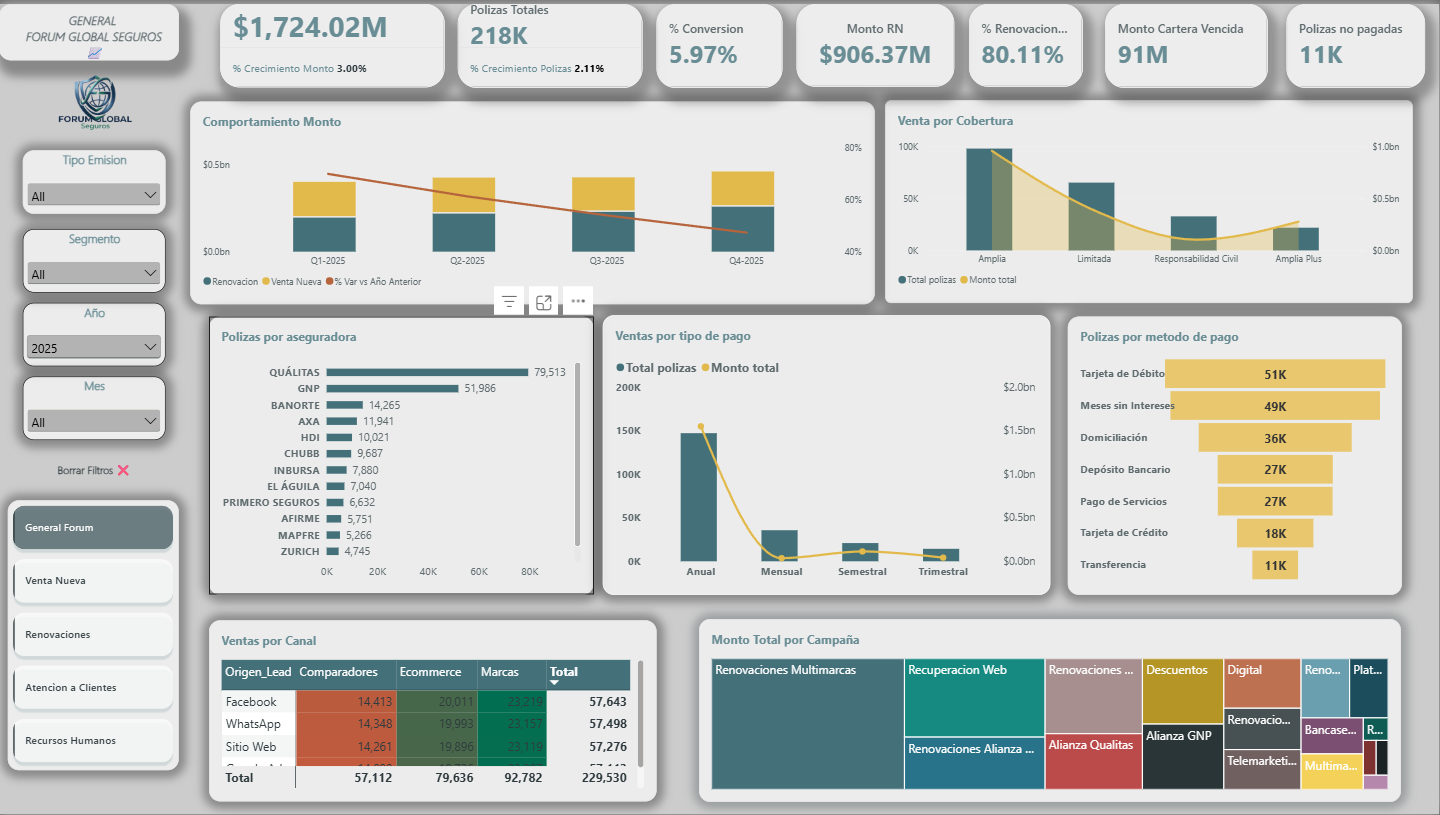 GENERAL
FORUM GLOBAL SEGUROS
FORUM GLOBAL
Seguros
$1,724.02M
% Crecimiento Monto 3.00%
Polizas Totales
218K
% Crecimiento Polizas 2.11%
% Conversion
5.97%
Monto RN
$906.37M
% Renovacion...
80.11%
Monto Cartera Vencida
91M
Polizas no pagadas
11K
Tipo Emision
All
Segmento
All
Año
2025
Mes
All
Borrar Filtros ❌
General Forum
Venta Nueva
Renovaciones
Atencion a Clientes
Recursos Humanos
Comportamiento Monto
$0.5bn
$0.0bn
80%
60%
40%
Q1-2025 Q2-2025 Q3-2025 Q4-2025
Renovacion Venta Nueva % Var vs Año Anterior
Venta por Cobertura
100K
50K
0K
$1.0bn
$0.5bn
$0.0bn
Amplia Limitada Responsabilidad Civil Amplia Plus
Total polizas Monto total
Polizas por aseguradora
QUÁLITAS 79,513
GNP 51,986
BANORTE 14,265
AXA 11,941
HDI 10,021
CHUBB 9,687
INBURSA 7,880
EL ÁGUILA 7,040
PRIMERO SEGUROS 6,632
AFIRME 5,751
MAPFRE 5,266
ZURICH 4,745
0K 20K 40K 60K 80K
Ventas por tipo de pago
Total polizas Monto total
200K
150K
100K
50K
0K
$2.0bn
$1.5bn
$1.0bn
$0.5bn
$0.0bn
Anual Mensual Semestral Trimestral
Polizas por metodo de pago
Tarjeta de Débito 51K
Meses sin Intereses 49K
Domiciliación 36K
Depósito Bancario 27K
Pago de Servicios 27K
Tarjeta de Crédito 18K
Transferencia 11K
Ventas por Canal
Origen_Lead Comparadores Ecommerce Marcas Total
Facebook 14,413 20,011 23,219 57,643
WhatsApp 14,348 19,993 23,157 57,498
Sitio Web 14,261 19,896 23,119 57,276
Total 57,112 79,636 92,782 229,530
Monto Total por Campaña
Renovaciones Multimarcas
Recuperacion Web
Renovaciones Alianza ...
Renovaciones ...
Alianza Qualitas
Descuentos
Alianza GNP
Digital
Renovacio...
Telemarketi...
Reno...
Plat...
Bancase...
R...
Multima...